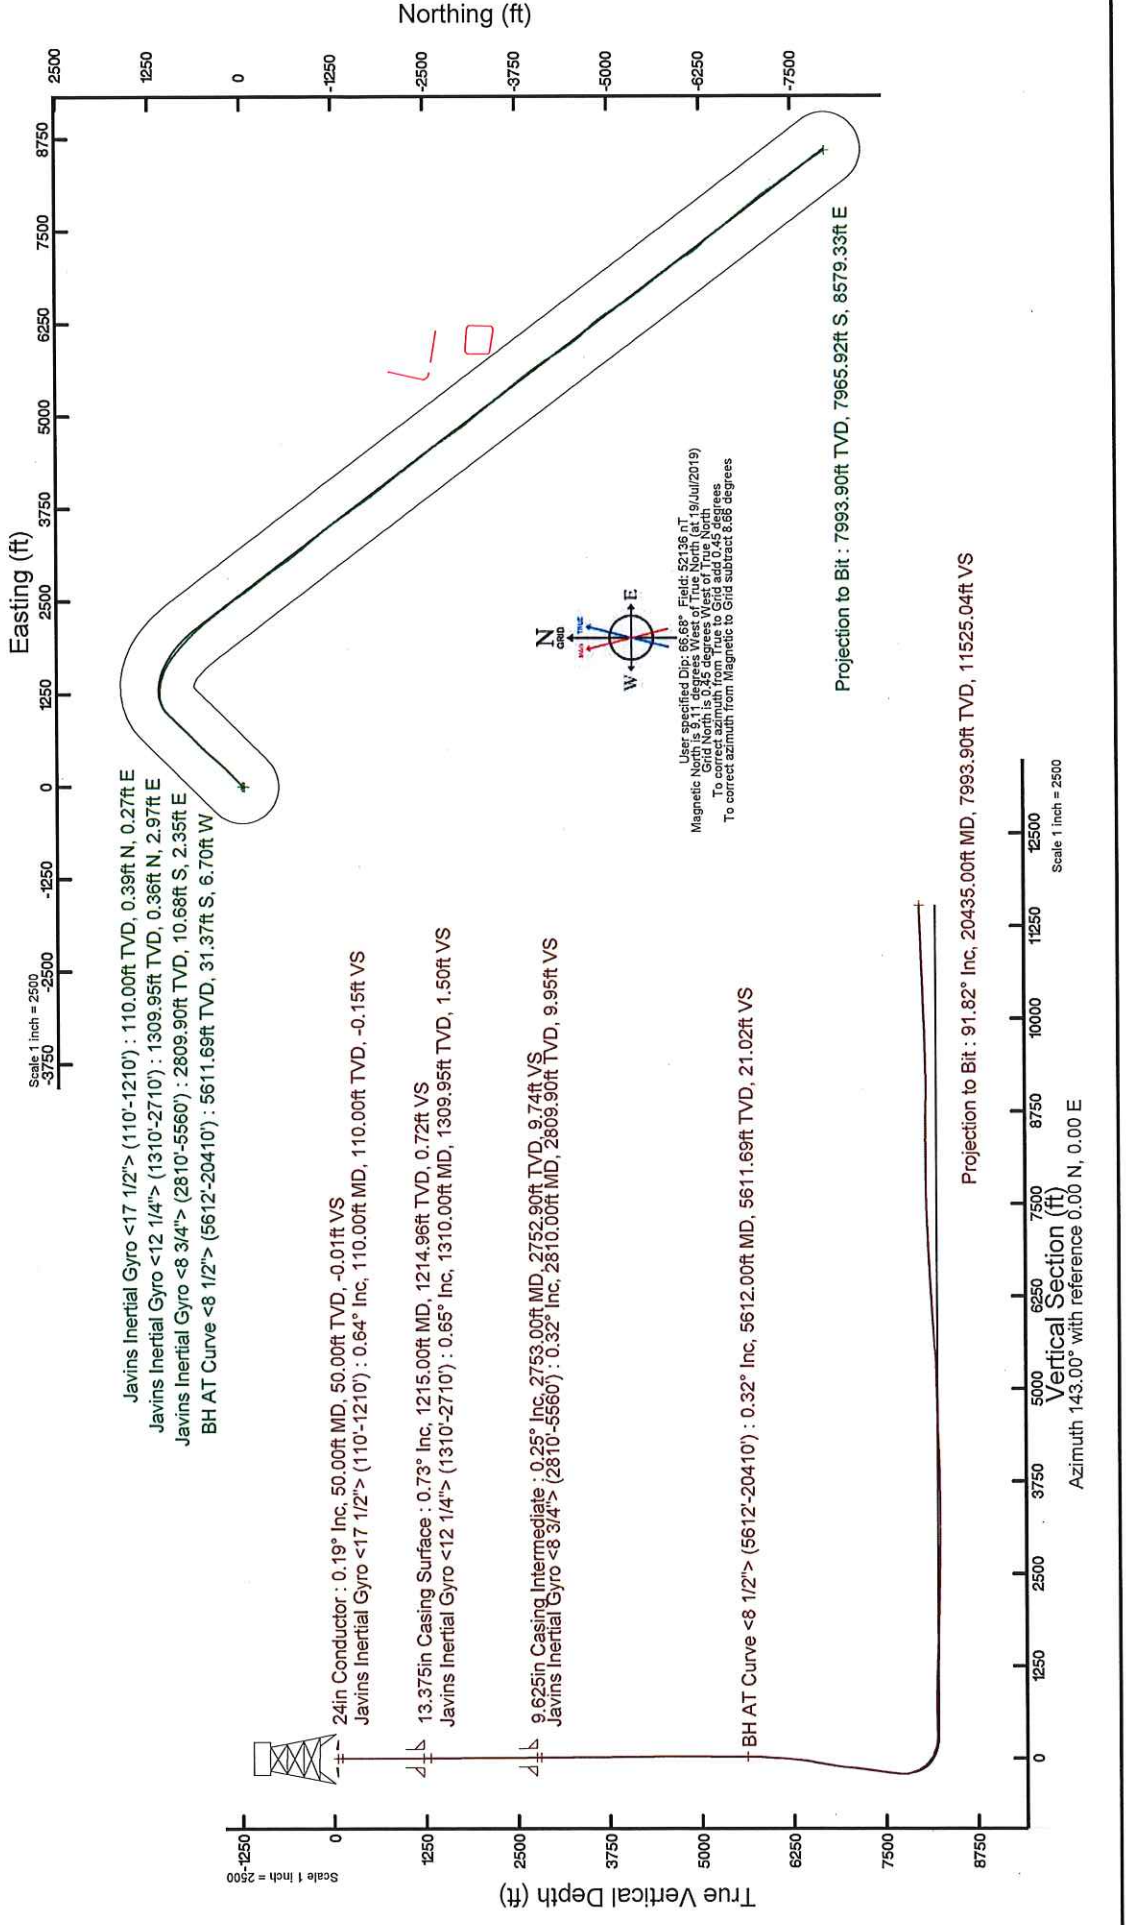 Scale 1 inch = 2500
Easting (ft)
-3750 -2500 -1250 0 1250 2500 3750 5000 6250 7500 8750
Northing (ft)
2500
1250
0
-1250
-2500
-3750
-5000
-6250
-7500
Javins Inertial Gyro <17 1/2"> (110'-1210') : 110.00ft TVD, 0.39ft N, 0.27ft E
Javins Inertial Gyro <12 1/4"> (1310'-2710') : 1309.95ft TVD, 0.36ft N, 2.97ft E
Javins Inertial Gyro <8 3/4"> (2810'-5560') : 2809.90ft TVD, 10.68ft S, 2.35ft E
BH AT Curve <8 1/2"> (5612'-20410') : 5611.69ft TVD, 31.37ft S, 6.70ft W
N
GRID
MAG
TRUE
W
E
User specified Dip: 66.68° Field: 52136 nT
Magnetic North is 9.11 degrees West of True North (at 19/Jul/2019)
Grid North is 0.45 degrees West of True North
To correct azimuth from True to Grid add 0.45 degrees
To correct azimuth from Magnetic to Grid subtract 8.66 degrees
Projection to Bit : 7993.90ft TVD, 7965.92ft S, 8579.33ft E
Scale 1 inch = 2500
True Vertical Depth (ft)
-1250
0
1250
2500
3750
5000
6250
7500
8750
24in Conductor : 0.19° Inc, 50.00ft MD, 50.00ft TVD, -0.01ft VS
Javins Inertial Gyro <17 1/2"> (110'-1210') : 0.64° Inc, 110.00ft MD, 110.00ft TVD, -0.15ft VS
13.375in Casing Surface : 0.73° Inc, 1215.00ft MD, 1214.96ft TVD, 0.72ft VS
Javins Inertial Gyro <12 1/4"> (1310'-2710') : 0.65° Inc, 1310.00ft MD, 1309.95ft TVD, 1.50ft VS
9.625in Casing Intermediate : 0.25° Inc, 2753.00ft MD, 2752.90ft TVD, 9.74ft VS
Javins Inertial Gyro <8 3/4"> (2810'-5560') : 0.32° Inc, 2810.00ft MD, 2809.90ft TVD, 9.95ft VS
BH AT Curve <8 1/2"> (5612'-20410') : 0.32° Inc, 5612.00ft MD, 5611.69ft TVD, 21.02ft VS
Projection to Bit : 91.82° Inc, 20435.00ft MD, 7993.90ft TVD, 11525.04ft VS
0 1250 2500 3750 5000 6250 7500 8750 10000 11250 12500
Vertical Section (ft)
Scale 1 inch = 2500
Azimuth 143.00° with reference 0.00 N, 0.00 E